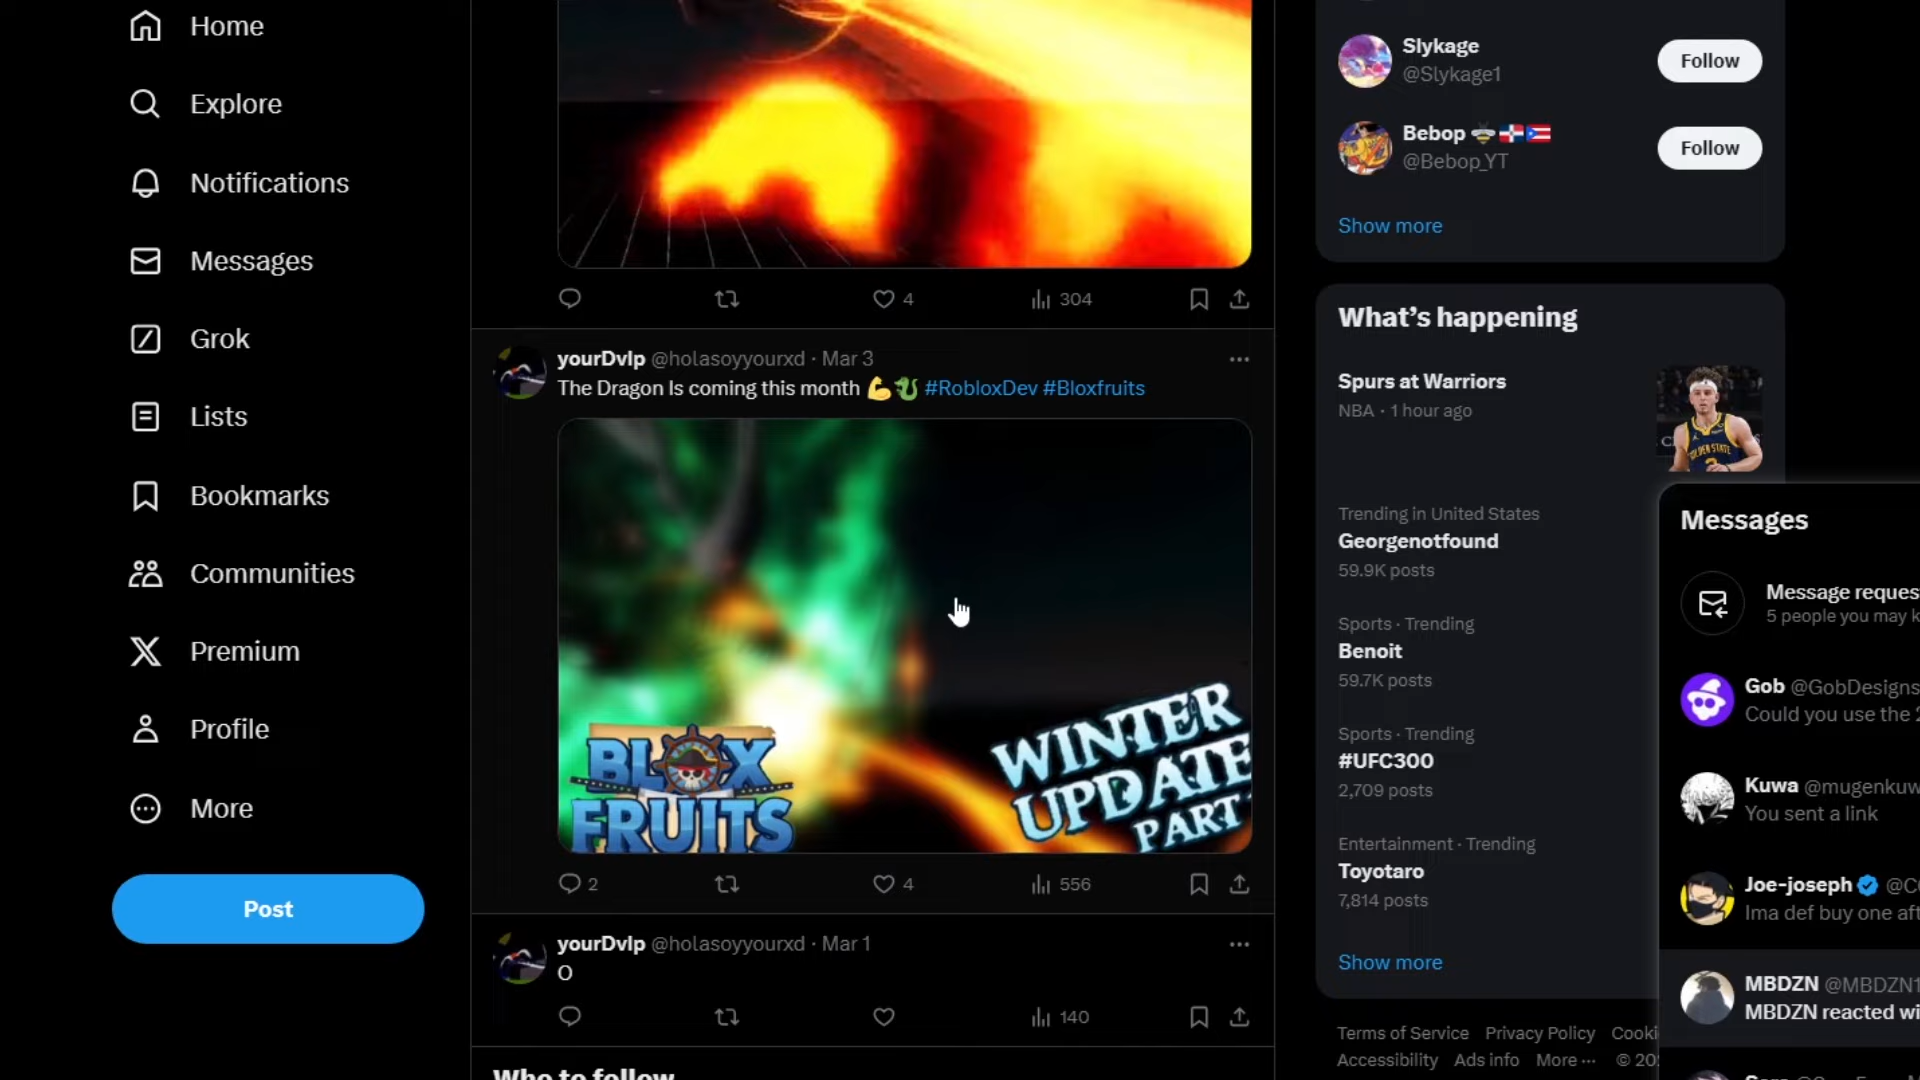 Home
Explore
Notifications
Messages
Grok
Lists
Bookmarks
Communities
Premium
Profile
More
Post
4
304
yourDvlp @holasoyyourxd · Mar 3
The Dragon Is coming this month 💪🐉 #RobloxDev #Bloxfruits
BLOX
FRUITS
WINTER
UPDATE
PART
2
4
556
yourDvlp @holasoyyourxd · Mar 1
O
140
Who to follow
Slykage
@Slykage1
Follow
Bebop 🐝🇩🇴🇵🇷
@Bebop_YT
Follow
Show more
What's happening
Spurs at Warriors
NBA · 1 hour ago
Trending in United States
Georgenotfound
59.9K posts
Sports · Trending
Benoit
59.7K posts
Sports · Trending
#UFC300
2,709 posts
Entertainment · Trending
Toyotaro
7,814 posts
Show more
Terms of Service Privacy Policy Cooki
Accessibility Ads info More ··· © 20
Messages
Message reques
5 people you may k
Gob @GobDesigns
Could you use the 2
Kuwa @mugenkuw
You sent a link
Joe-joseph @C
Ima def buy one aft
MBDZN @MBDZN1
MBDZN reacted wi